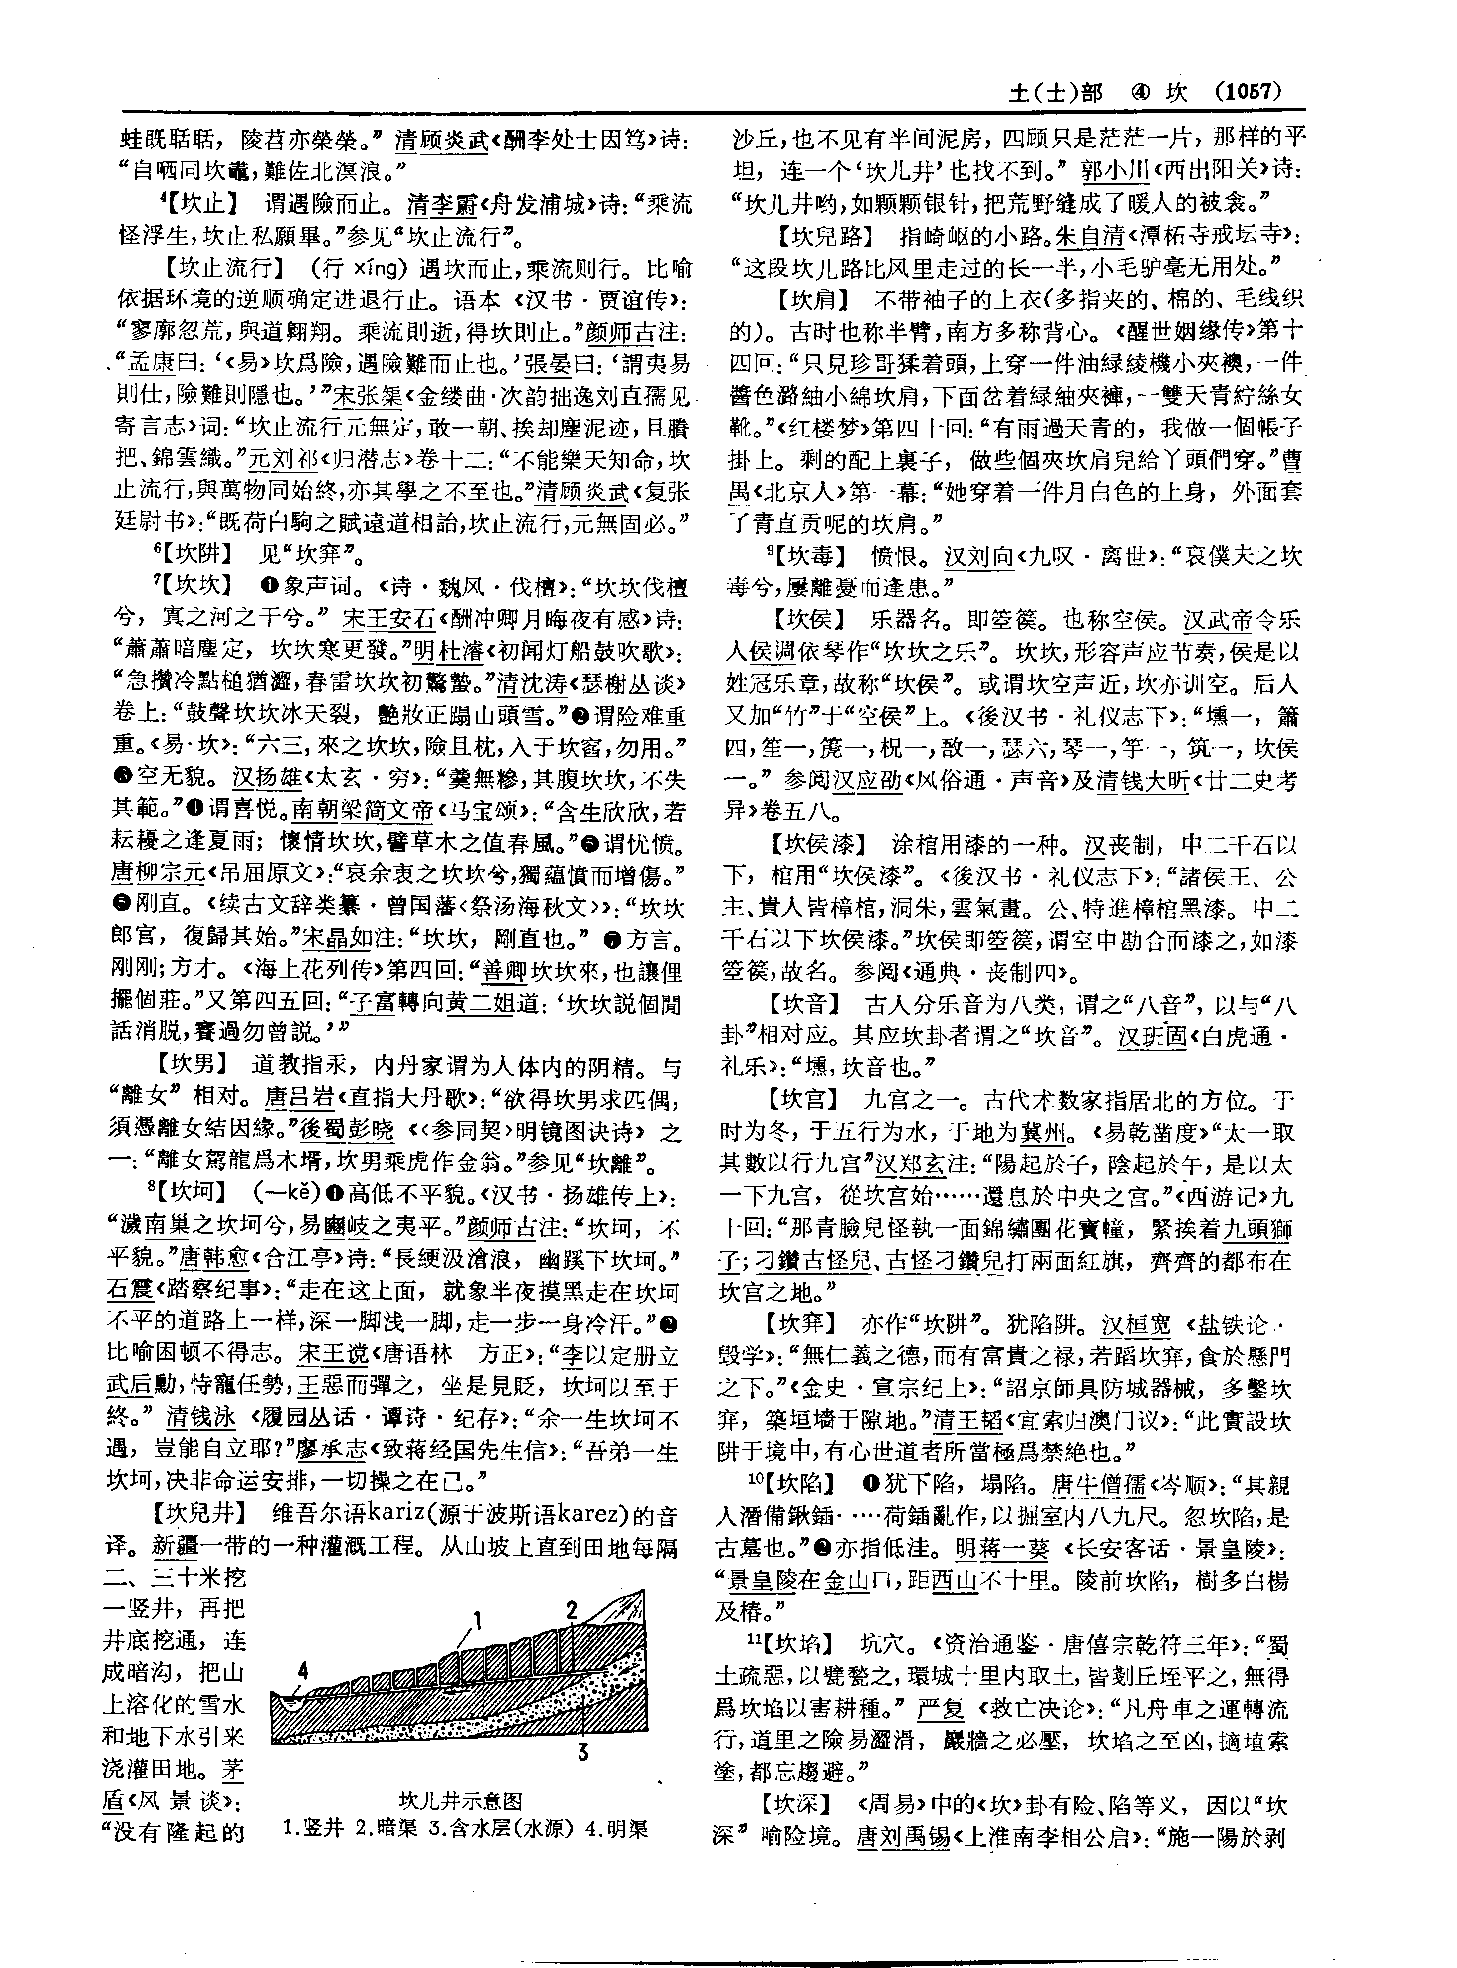 土(士)部 ④ 坎 (1057)
蛙既聒聒，陵苕亦榮榮。”清顾炎武《酬李处士因笃》诗：
“自哂同坎鼃，難佐北溟浪。”
⁴【坎止】 谓遇險而止。清李霨《舟发浦城》诗：“乘流
怪浮生，坎止私願畢。”参见“坎止流行”。
【坎止流行】 (行 xíng) 遇坎而止，乘流则行。比喻
依据环境的逆顺确定进退行止。语本《汉书·贾谊传》：
“寥廓忽荒，與道翺翔。乘流則逝，得坎則止。”颜师古注：
“孟康曰：‘《易》坎爲險，遇險難而止也。’張晏曰：‘謂夷易
則仕，險難則隱也。’”宋张榘《金缕曲·次韵拙逸刘直孺见
寄言志》词：“坎止流行元無定，敢一朝、挨却塵泥迹，且賸
把、錦雲織。”元刘祁《归潜志》卷十二：“不能樂天知命，坎
止流行，與萬物同始終，亦其學之不至也。”清顾炎武《复张
廷尉书》：“既荷白駒之賦遠道相詒，坎止流行，元無固必。”
⁶【坎阱】 见“坎穽”。
⁷【坎坎】 ❶象声词。《诗·魏风·伐檀》：“坎坎伐檀
兮，寘之河之干兮。”宋王安石《酬冲卿月晦夜有感》诗：
“蕭蕭暗塵定，坎坎寒更發。”明杜濬《初闻灯船鼓吹歌》：
“急攢冷點槌猶澀，春雷坎坎初驚蟄。”清沈涛《瑟榭丛谈》
卷上：“鼓聲坎坎冰天裂，艷妝正蹋山頭雪。”❷谓险难重
重。《易·坎》：“六三，來之坎坎，險且枕，入于坎窞，勿用。”
❸空无貌。汉扬雄《太玄·穷》：“羹無糝，其腹坎坎，不失
其範。”❹谓喜悦。南朝梁简文帝《马宝颂》：“含生欣欣，若
耘耰之逢夏雨；懷情坎坎，譬草木之值春風。”❺谓忧愤。
唐柳宗元《吊屈原文》：“哀余衷之坎坎兮，獨蘊憤而增傷。”
❻刚直。《续古文辞类纂·曾国藩〈祭汤海秋文〉》：“坎坎
郎官，復歸其始。”宋晶如注：“坎坎，剛直也。”❼方言。
刚刚；方才。《海上花列传》第四回：“善卿坎坎來，也讓俚
擺個莊。”又第四五回：“子富轉向黄二姐道：‘坎坎説個閒
話消脱，賽過勿曾説。’”
【坎男】 道教指汞，内丹家谓为人体内的阴精。与
“離女”相对。唐吕岩《直指大丹歌》：“欲得坎男求匹偶，
須憑離女結因緣。”後蜀彭晓《〈参同契〉明镜图诀诗》之
一：“離女駕龍爲木壻，坎男乘虎作金翁。”参见“坎離”。
⁸【坎坷】 (—kě)❶高低不平貌。《汉书·扬雄传上》：
“濊南巢之坎坷兮，易豳岐之夷平。”颜师古注：“坎坷，不
平貌。”唐韩愈《合江亭》诗：“長綆汲滄浪，幽蹊下坎坷。”
石震《踏察纪事》：“走在这上面，就象半夜摸黑走在坎坷
不平的道路上一样，深一脚浅一脚，走一步一身冷汗。”❷
比喻困顿不得志。宋王谠《唐语林 方正》：“李以定册立
武后勳，恃寵任勢，王惡而彈之，坐是見貶，坎坷以至于
終。”清钱泳《履园丛话·谭诗·纪存》：“余一生坎坷不
遇，豈能自立耶？”廖承志《致蒋经国先生信》：“吾弟一生
坎坷，决非命运安排，一切操之在己。”
【坎兒井】 维吾尔语kariz(源于波斯语karez)的音
译。新疆一带的一种灌溉工程。从山坡上直到田地每隔
二、三十米挖
一竖井，再把
井底挖通，连
成暗沟，把山
上溶化的雪水
和地下水引来
浇灌田地。茅
盾《风景谈》：
“没有隆起的
1
2
4
3
坎儿井示意图
1.竖井 2.暗渠 3.含水层(水源) 4.明渠
沙丘，也不见有半间泥房，四顾只是茫茫一片，那样的平
坦，连一个‘坎儿井’也找不到。”郭小川《西出阳关》诗：
“坎儿井哟，如颗颗银针，把荒野缝成了暖人的被衾。”
【坎兒路】 指崎岖的小路。朱自清《潭柘寺戒坛寺》：
“这段坎儿路比风里走过的长一半，小毛驴毫无用处。”
【坎肩】 不带袖子的上衣(多指夹的、棉的、毛线织
的)。古时也称半臂，南方多称背心。《醒世姻缘传》第十
四回：“只見珍哥猱着頭，上穿一件油緑綾機小夾襖，一件
醬色潞紬小綿坎肩，下面岔着緑紬夾褲，一雙天青紵絲女
靴。”《红楼梦》第四十回：“有雨過天青的，我做一個帳子
掛上。剩的配上裏子，做些個夾坎肩兒給丫頭們穿。”曹
禺《北京人》第一幕：“她穿着一件月白色的上身，外面套
了青直贡呢的坎肩。”
⁹【坎毒】 愤恨。汉刘向《九叹·离世》：“哀僕夫之坎
毒兮，屢離憂而逢患。”
【坎侯】 乐器名。即箜篌。也称空侯。汉武帝令乐
人侯调依琴作“坎坎之乐”。坎坎，形容声应节奏，侯是以
姓冠乐章，故称“坎侯”。或谓坎空声近，坎亦训空。后人
又加“竹”于“空侯”上。《後汉书·礼仪志下》：“壎一，簫
四，笙一，篪一，柷一，敔一，瑟六，琴一，竽一，筑一，坎侯
一。”参阅汉应劭《风俗通·声音》及清钱大昕《廿二史考
异》卷五八。
【坎侯漆】 涂棺用漆的一种。汉丧制，中二千石以
下，棺用“坎侯漆”。《後汉书·礼仪志下》：“諸侯王、公
主、貴人皆樟棺，洞朱，雲氣畫。公、特進樟棺黑漆。中二
千石以下坎侯漆。”坎侯即箜篌，谓空中勘合而漆之，如漆
箜篌，故名。参阅《通典·丧制四》。
【坎音】 古人分乐音为八类，谓之“八音”，以与“八
卦”相对应。其应坎卦者谓之“坎音”。汉班固《白虎通·
礼乐》：“壎，坎音也。”
【坎宫】 九宫之一。古代术数家指居北的方位。于
时为冬，于五行为水，于地为冀州。《易乾凿度》“太一取
其數以行九宫”汉郑玄注：“陽起於子，陰起於午，是以太
一下九宫，從坎宫始……還息於中央之宫。”《西游记》九
十回：“那青臉兒怪執一面錦繡團花寶幢，緊挨着九頭獅
子；刁鑽古怪兒、古怪刁鑽兒打兩面紅旗，齊齊的都布在
坎宫之地。”
【坎穽】 亦作“坎阱”。犹陷阱。汉桓宽《盐铁论·
毁学》：“無仁義之德，而有富貴之禄，若蹈坎穽，食於懸門
之下。”《金史·宣宗纪上》：“詔京師具防城器械，多鑿坎
穽，築垣墻于隙地。”清王韬《宜索归澳门议》：“此實設坎
阱于境中，有心世道者所當極爲禁絶也。”
¹⁰【坎陷】 ❶犹下陷，塌陷。唐牛僧孺《岑顺》：“其親
人潛備鍬鍤……荷鍤亂作，以掘室内八九尺。忽坎陷，是
古墓也。”❷亦指低洼。明蒋一葵《长安客话·景皇陵》：
“景皇陵在金山口，距西山不十里。陵前坎陷，樹多白楊
及椿。”
¹¹【坎埳】 坑穴。《资治通鉴·唐僖宗乾符三年》：“蜀
土疏惡，以甓甃之，環城十里内取土，皆剗丘垤平之，無得
爲坎埳以害耕種。”严复《救亡决论》：“凡舟車之運轉流
行，道里之險易澀滑，巖牆之必壓，坎埳之至凶，擿埴索
塗，都忘趨避。”
【坎深】 《周易》中的《坎》卦有险、陷等义，因以“坎
深”喻险境。唐刘禹锡《上淮南李相公启》：“施一陽於剥